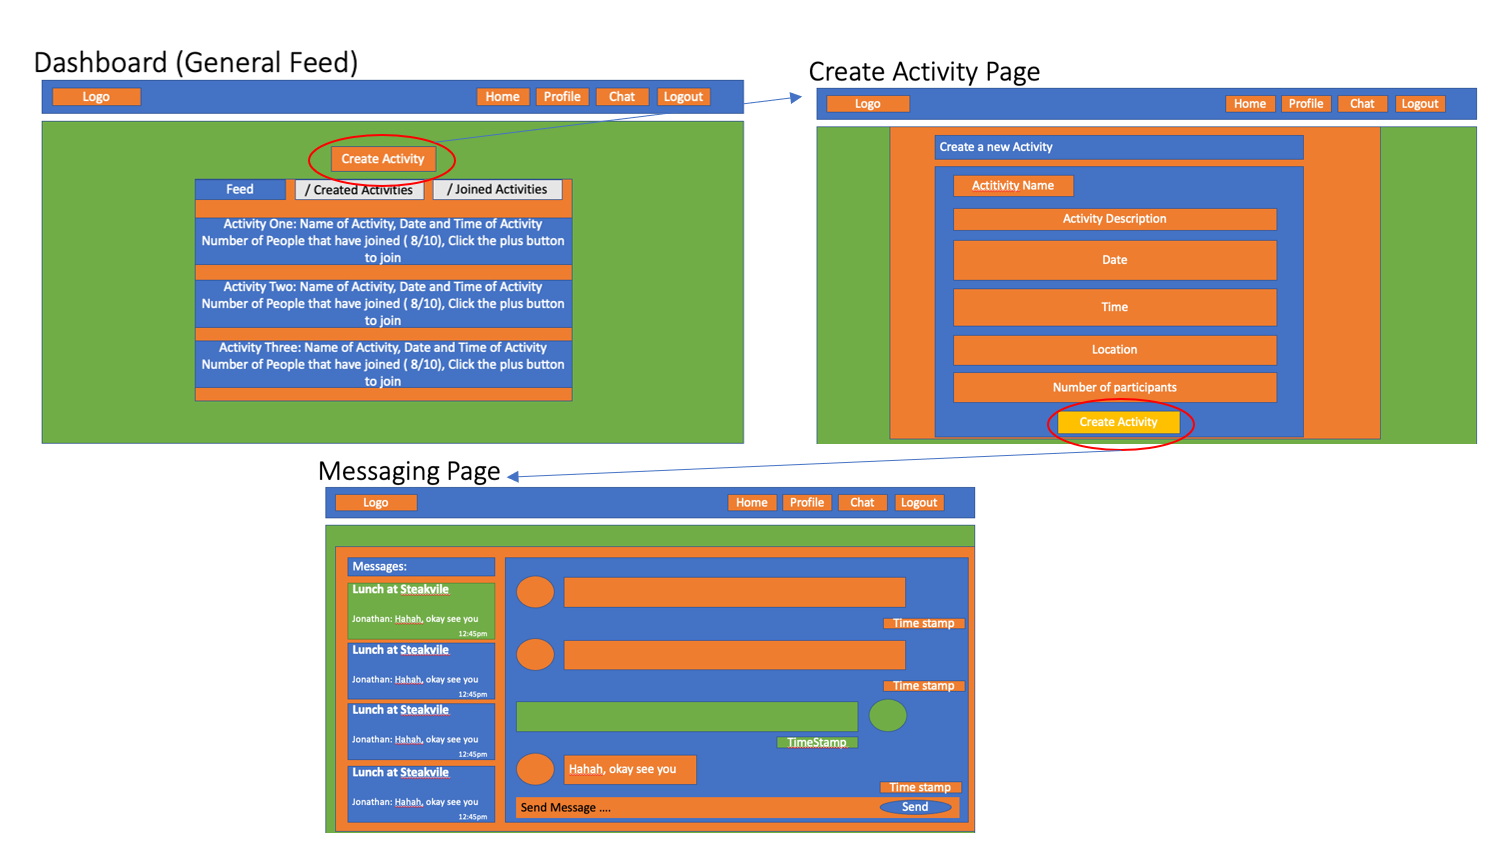 Dashboard (General Feed)
Logo
Home
Profile
Chat
Logout
Create Activity
Feed
/ Created Activities
/ Joined Activities
Activity One: Name of Activity, Date and Time of Activity
Number of People that have joined ( 8/10), Click the plus button
to join
Activity Two: Name of Activity, Date and Time of Activity
Number of People that have joined ( 8/10), Click the plus button
to join
Activity Three: Name of Activity, Date and Time of Activity
Number of People that have joined ( 8/10), Click the plus button
to join
Create Activity Page
Logo
Home
Profile
Chat
Logout
Create a new Activity
Actitivity Name
Activity Description
Date
Time
Location
Number of participants
Create Activity
Messaging Page
Logo
Home
Profile
Chat
Logout
Messages:
Lunch at Steakvile
Jonathan: Hahah, okay see you
12:45pm
Lunch at Steakvile
Jonathan: Hahah, okay see you
12:45pm
Lunch at Steakvile
Jonathan: Hahah, okay see you
12:45pm
Lunch at Steakvile
Jonathan: Hahah, okay see you
12:45pm
Time stamp
Time stamp
TimeStamp
Hahah, okay see you
Time stamp
Send Message ....
Send